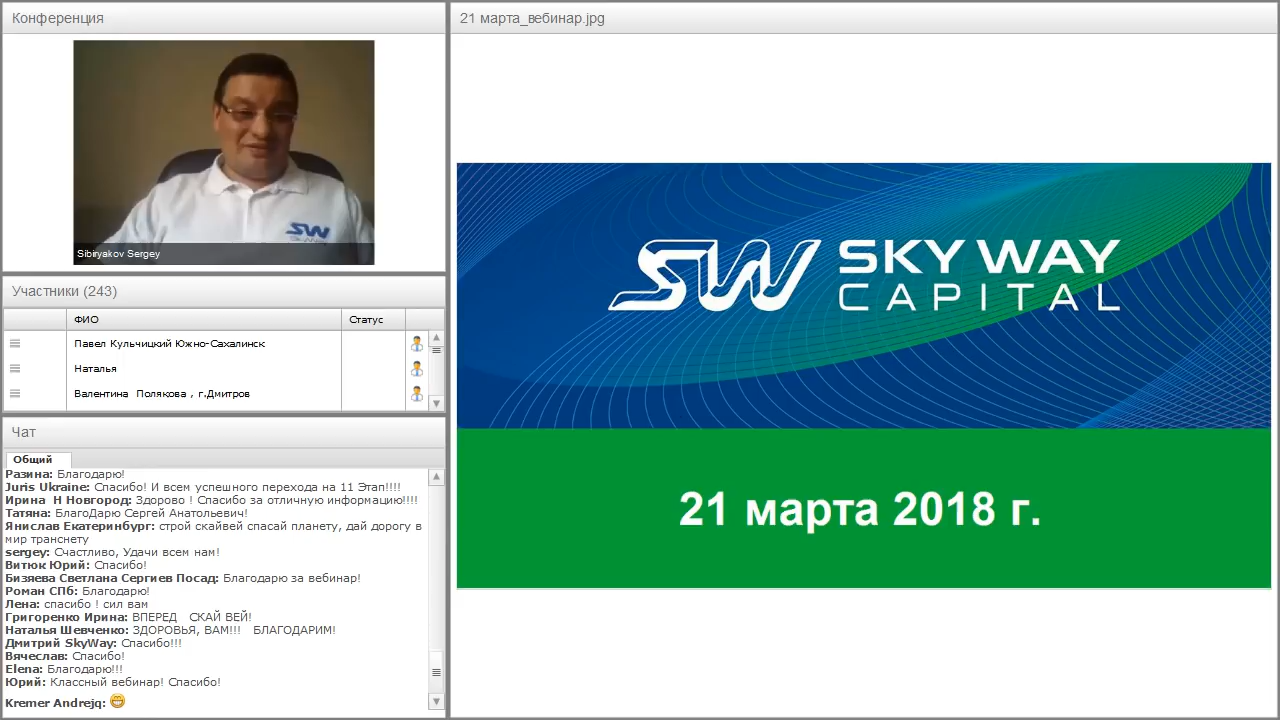 Конференция
SW
Sibiryakov Sergey
Участники (243)
ФИО
Статус
Павел Кульчицкий Южно-Сахалинск
Наталья
Валентина Полякова , г.Дмитров
Чат
Общий
Разина: Благодарю!
Juris Ukraine: Спасибо! И всем успешного перехода на 11 Этап!!!!
Ирина Н Новгород: Здорово ! Спасибо за отличную информацию!!!!
Татяна: БлагоДарю Сергей Анатольевич!
Янислав Екатеринбург: строй скайвей спасай планету, дай дорогу в
мир транснету
sergey: Счастливо, Удачи всем нам!
Витюк Юрий: Спасибо!
Бизяева Светлана Сергиев Посад: Благодарю за вебинар!
Роман СПб: Благодарю!
Лена: спасибо ! сил вам
Григоренко Ирина: ВПЕРЕД СКАЙ ВЕЙ!
Наталья Шевченко: ЗДОРОВЬЯ, ВАМ!!! БЛАГОДАРИМ!
Дмитрий SkyWay: Спасибо!!!
Вячеслав: Спасибо!
Elena: Благодарю!!!
Юрий: Классный вебинар! Спасибо!
Kremer Andrejq:
21 марта_вебинар.jpg
SW SKY WAY
CAPITAL
21 марта 2018 г.